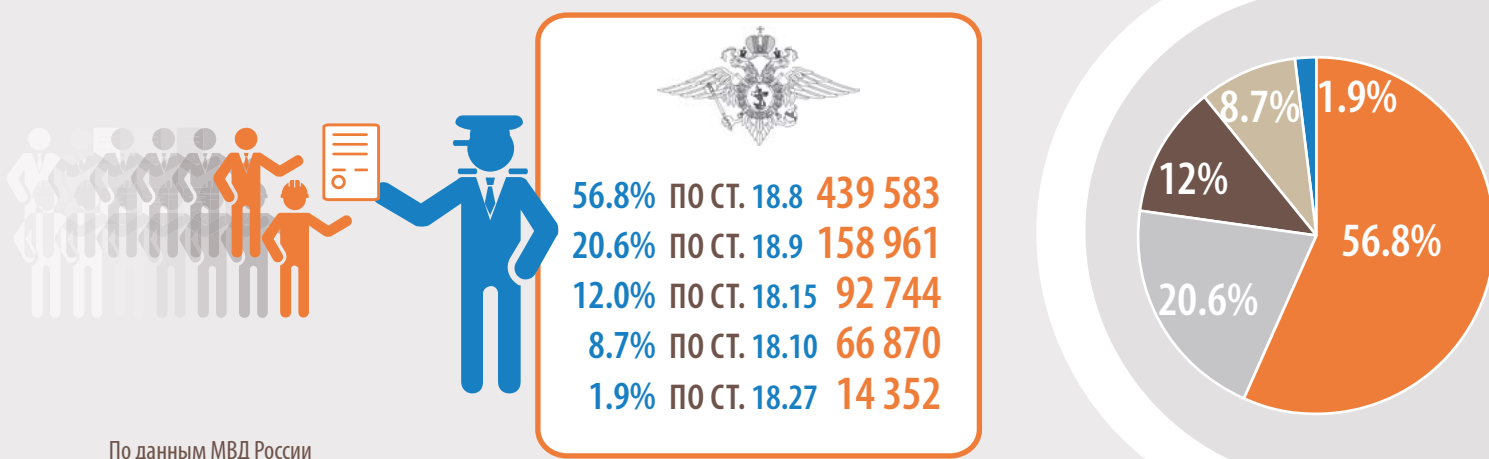 56.8% ПО СТ. 18.8 439 583
20.6% ПО СТ. 18.9 158 961
12.0% ПО СТ. 18.15 92 744
8.7% ПО СТ. 18.10 66 870
1.9% ПО СТ. 18.27 14 352
По данным МВД России
1.9%
8.7%
12%
56.8%
20.6%